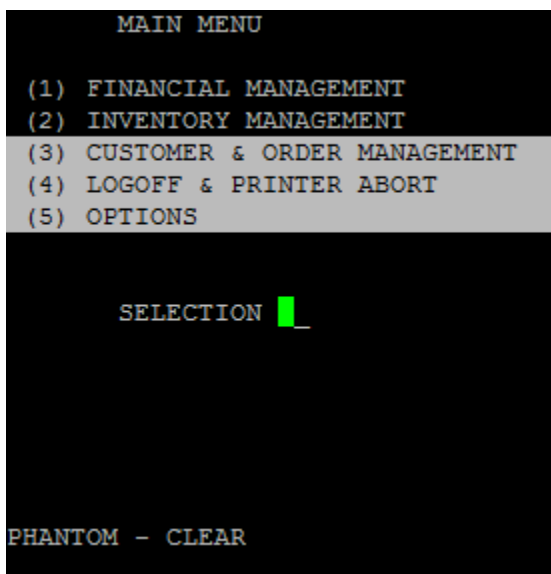 MAIN MENU
(1) FINANCIAL MANAGEMENT
(2) INVENTORY MANAGEMENT
(3) CUSTOMER & ORDER MANAGEMENT
(4) LOGOFF & PRINTER ABORT
(5) OPTIONS
SELECTION _
PHANTOM - CLEAR